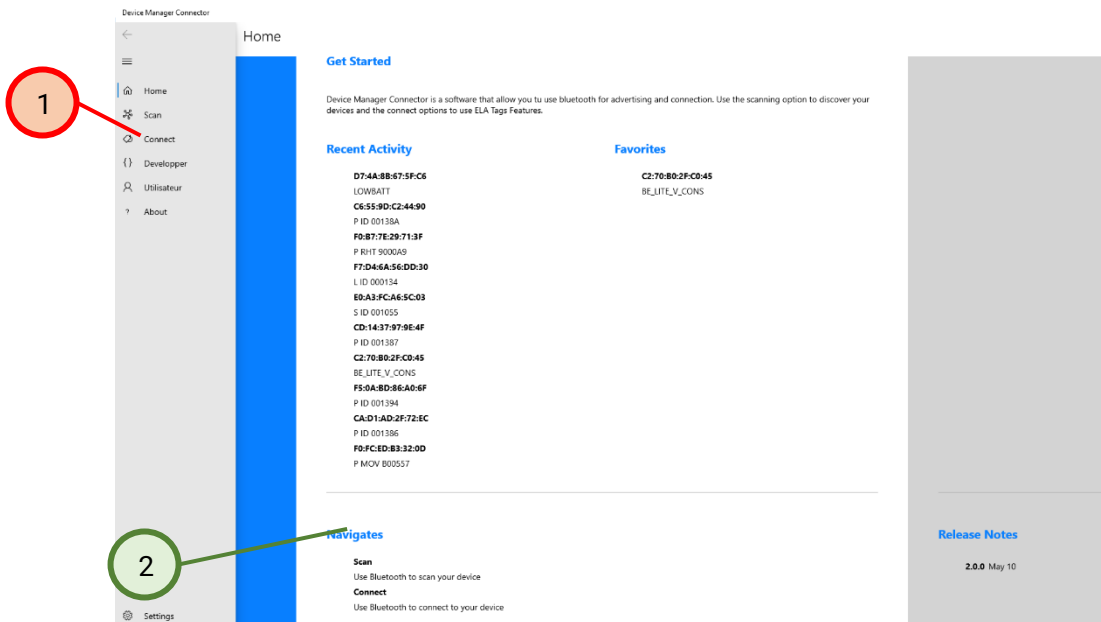 Device Manager Connector
Home
Home
Scan
Connect
Developper
Utilisateur
? About
Settings
1
2
Get Started
Device Manager Connector is a software that allow you tu use bluetooth for advertising and connection. Use the scanning option to discover your
devices and the connect options to use ELA Tags Features.
Recent Activity
D7:4A:8B:67:5F:C6
LOWBATT
C6:55:9D:C2:44:90
P ID 00138A
F0:B7:7E:29:71:3F
P RHT 9000A9
F7:D4:6A:56:DD:30
L ID 000134
E0:A3:FC:A6:5C:03
S ID 001055
CD:14:37:97:9E:4F
P ID 001387
C2:70:B0:2F:C0:45
BE_LITE_V_CONS
F5:0A:BD:86:A0:6F
P ID 001394
CA:D1:AD:2F:72:EC
P ID 001386
F0:FC:ED:B3:32:0D
P MOV B00557
Favorites
C2:70:B0:2F:C0:45
BE_LITE_V_CONS
Navigates
Scan
Use Bluetooth to scan your device
Connect
Use Bluetooth to connect to your device
Release Notes
2.0.0 May 10